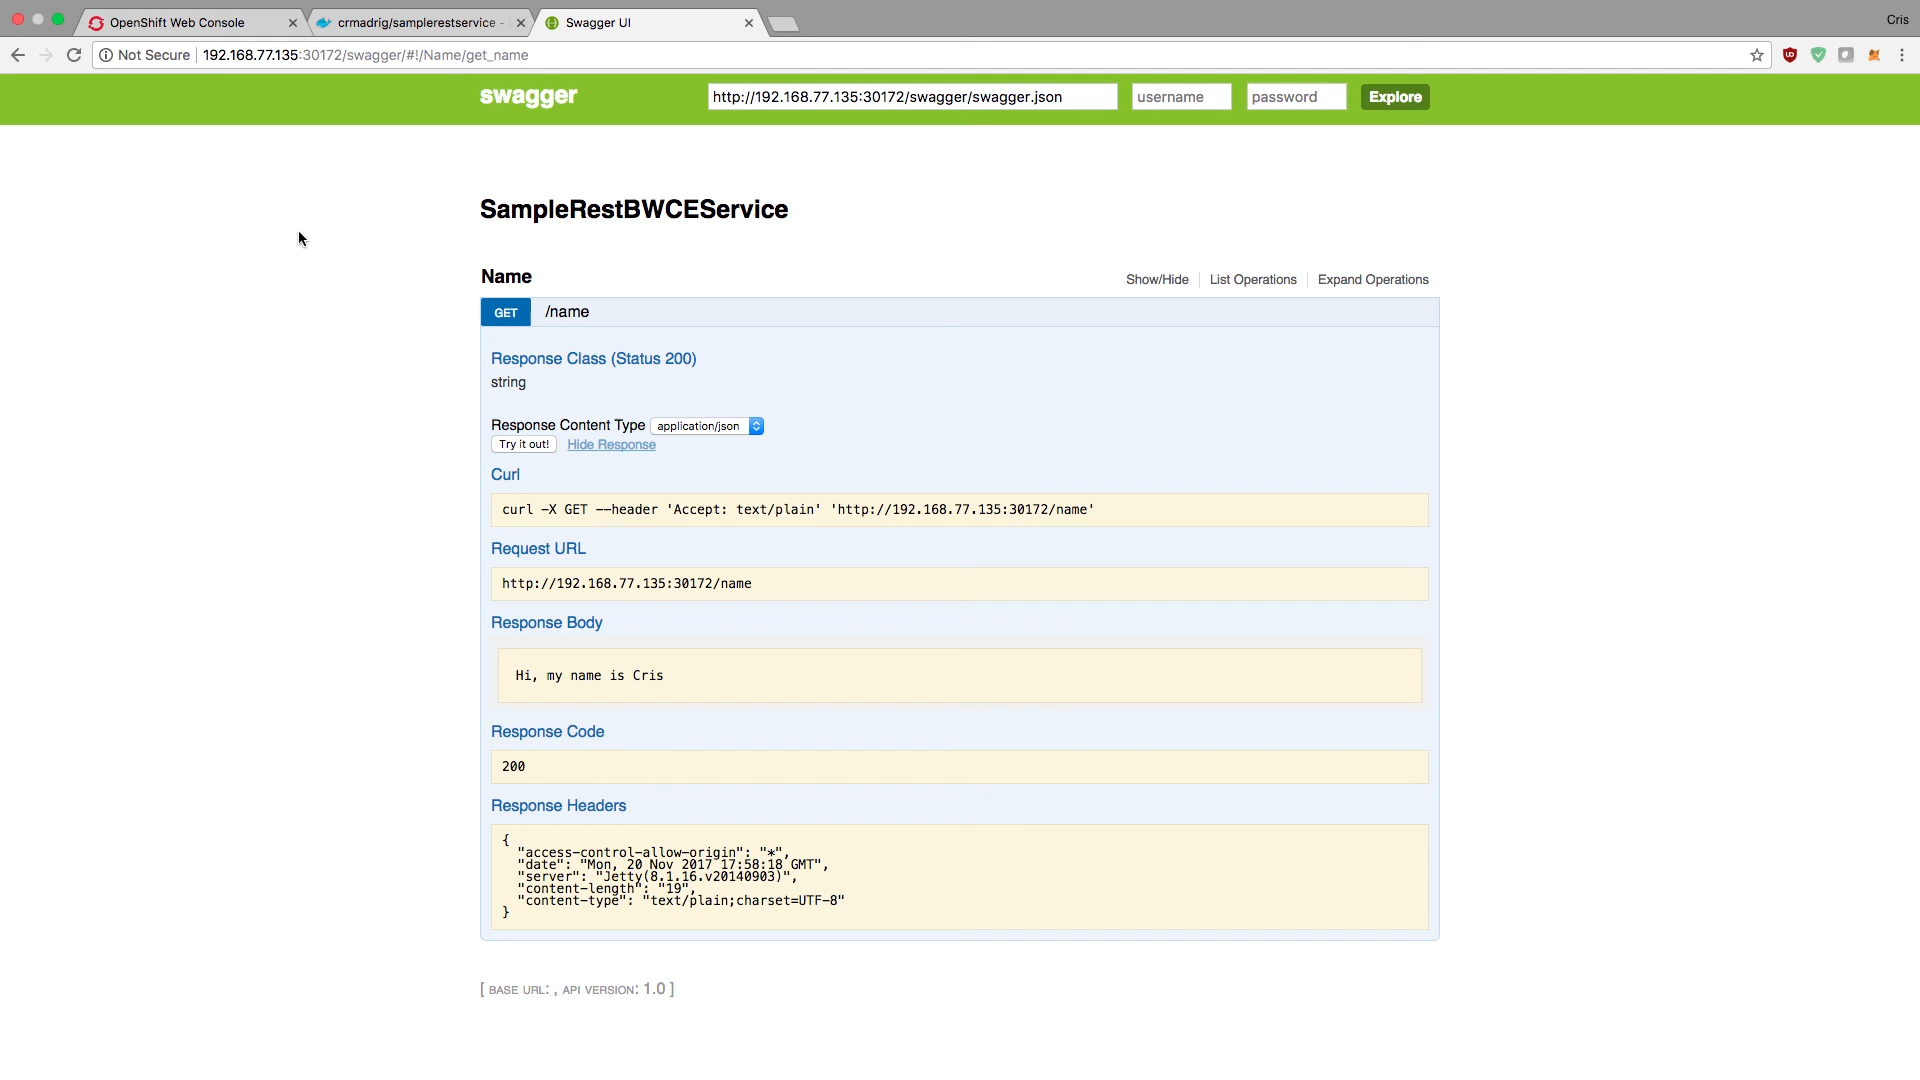 OpenShift Web Console
crmadrig/samplerestservice -
Swagger UI
Cris
Not Secure 192.168.77.135:30172/swagger/#!/Name/get_name
swagger
http://192.168.77.135:30172/swagger/swagger.json
username
password
Explore
SampleRestBWCEService
Name
Show/Hide
List Operations
Expand Operations
GET /name
Response Class (Status 200)
string
Response Content Type application/json
Try it out! Hide Response
Curl
curl -X GET --header 'Accept: text/plain' 'http://192.168.77.135:30172/name'
Request URL
http://192.168.77.135:30172/name
Response Body
Hi, my name is Cris
Response Code
200
Response Headers
{
"access-control-allow-origin": "*",
"date": "Mon, 20 Nov 2017 17:58:18 GMT",
"server": "Jetty(8.1.16.v20140903)",
"content-length": "19",
"content-type": "text/plain;charset=UTF-8"
}
[ BASE URL: , API VERSION: 1.0 ]